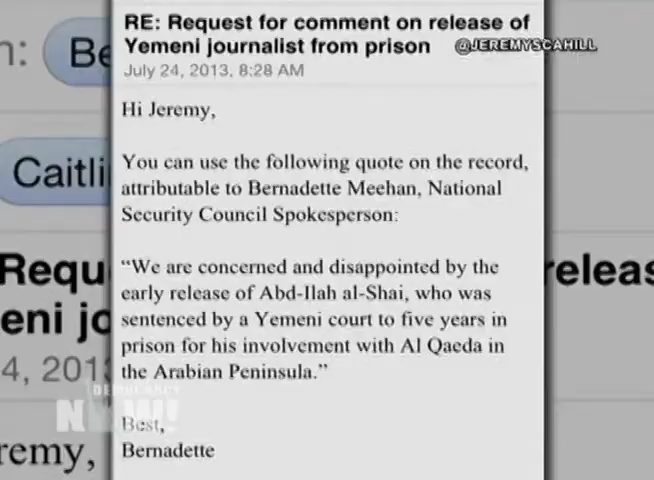 RE: Request for comment on release of
Yemeni journalist from prison
@JEREMYSCAHILL
July 24, 2013, 8:28 AM
Hi Jeremy,
You can use the following quote on the record,
attributable to Bernadette Meehan, National
Security Council Spokesperson:
“We are concerned and disappointed by the
early release of Abd-Ilah al-Shai, who was
sentenced by a Yemeni court to five years in
prison for his involvement with Al Qaeda in
the Arabian Peninsula.”
Best,
Bernadette
DEMOCRACY
NOW!
n:
Be
Caitli
Requ
releas
eni jo
4, 201
remy,